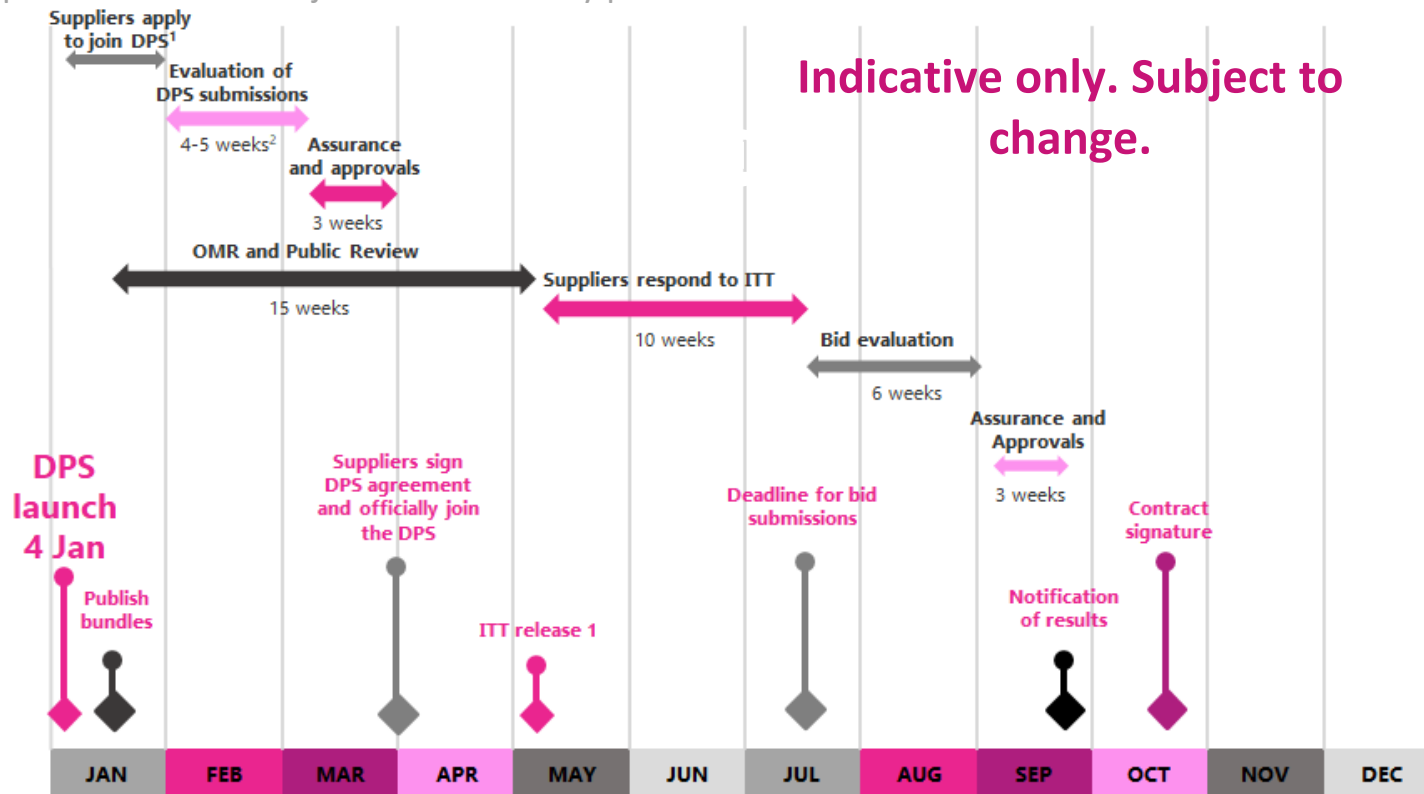 Suppliers apply
to join DPS¹
Indicative only. Subject to
change.
Evaluation of
DPS submissions
4-5 weeks²
Assurance
and approvals
3 weeks
OMR and Public Review
15 weeks
Suppliers respond to ITT
10 weeks
Bid evaluation
6 weeks
Assurance and
Approvals
3 weeks
DPS
launch
4 Jan
Publish
bundles
Suppliers sign
DPS agreement
and officially join
the DPS
ITT release 1
Deadline for bid
submissions
Notification
of results
Contract
signature
JAN FEB MAR APR MAY JUN JUL AUG SEP OCT NOV DEC